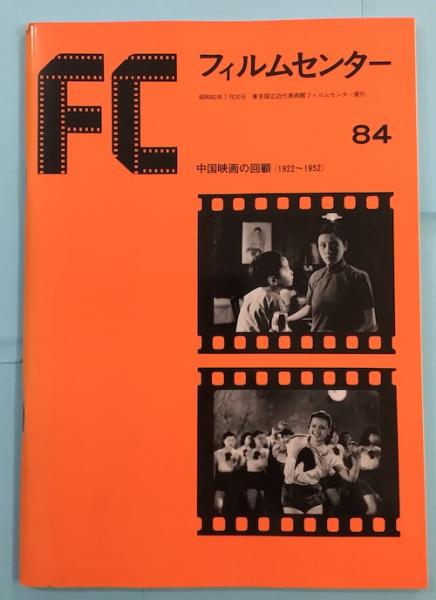 FC
フィルムセンター
昭和60年7月20日 東京国立近代美術館フィルムセンター発行
84
中国映画の回顧(1922～1952)